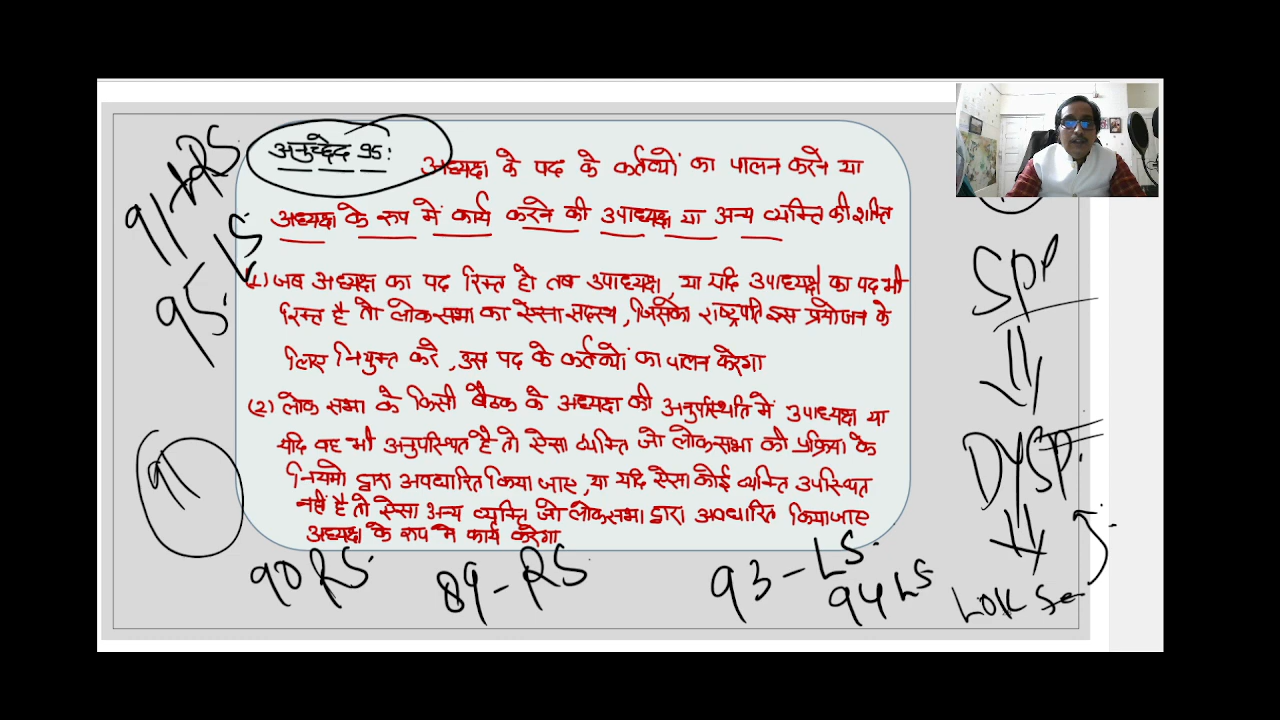 अनुच्छेद 95:
अध्यक्ष के पद के कर्तव्यों का पालन करने या
अध्यक्ष के रूप में कार्य करने की उपाध्यक्ष या अन्य व्यक्ति की शक्ति
(1) जब अध्यक्ष का पद रिक्त हो तब उपाध्यक्ष, या यदि उपाध्यक्ष का पद भी
रिक्त है तो लोकसभा का ऐसा सदस्य, जिसको राष्ट्रपति इस प्रयोजन के
लिए नियुक्त करे, उस पद के कर्तव्यों का पालन करेगा
(2) लोक सभा के किसी बैठक के अध्यक्ष की अनुपस्थिति में उपाध्यक्ष या
यदि वह भी अनुपस्थित है तो ऐसा व्यक्ति जो लोकसभा की प्रक्रिया के
नियमों द्वारा अवधारित किया जाए, या यदि ऐसा कोई व्यक्ति उपस्थित
नही है तो ऐसा अन्य व्यक्ति जो लोकसभा द्वारा अवधारित किया जाए
अध्यक्ष के रूप में कार्य करेगा
91 RS
95 LS
91
90 RS
89 - RS
93 - LS
94 LS
SPP
DYSP
LOK Se